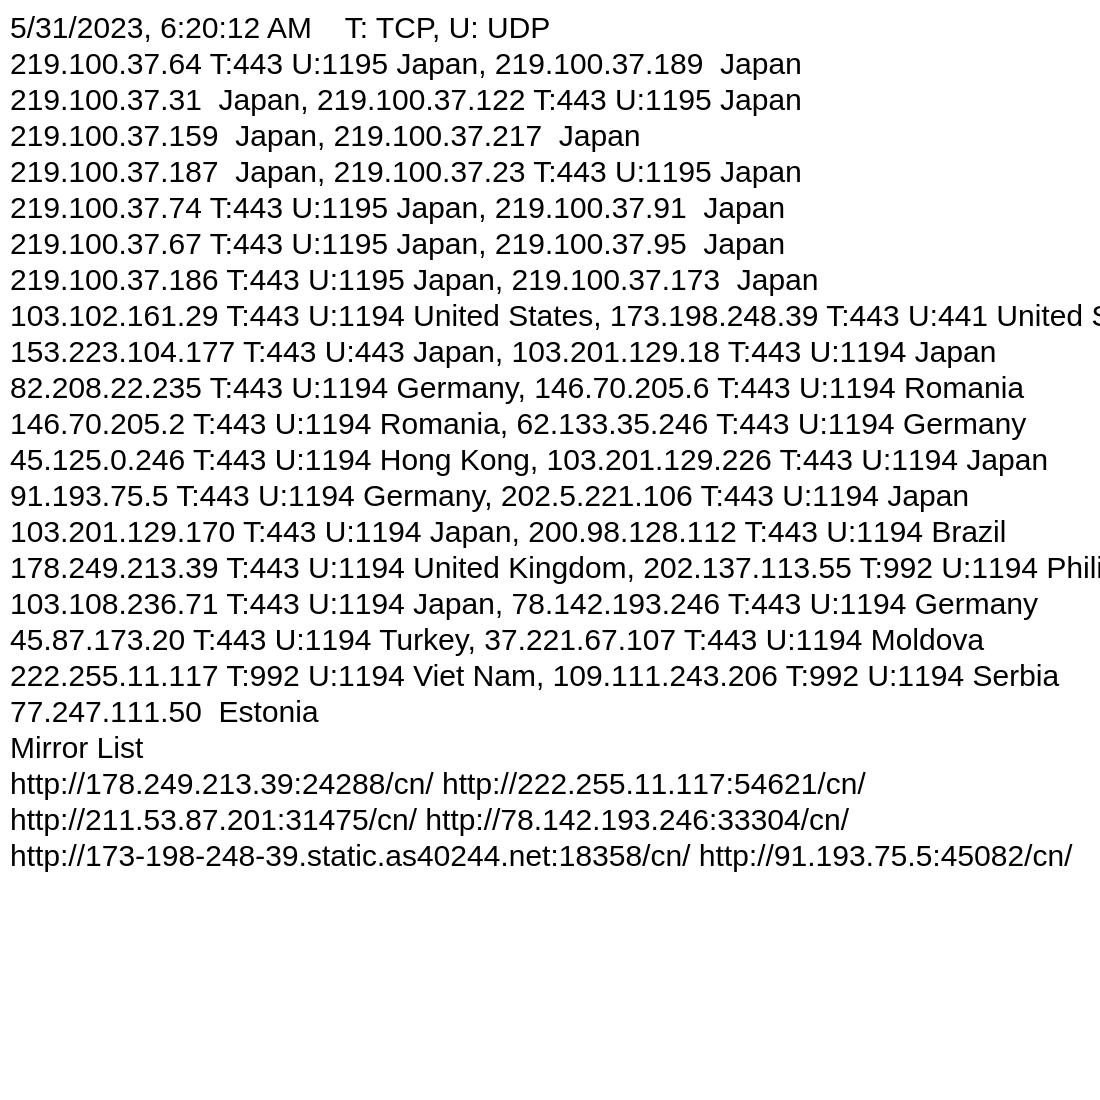 5/31/2023, 6:20:12 AM    T: TCP, U: UDP
219.100.37.64 T:443 U:1195 Japan, 219.100.37.189  Japan
219.100.37.31  Japan, 219.100.37.122 T:443 U:1195 Japan
219.100.37.159  Japan, 219.100.37.217  Japan
219.100.37.187  Japan, 219.100.37.23 T:443 U:1195 Japan
219.100.37.74 T:443 U:1195 Japan, 219.100.37.91  Japan
219.100.37.67 T:443 U:1195 Japan, 219.100.37.95  Japan
219.100.37.186 T:443 U:1195 Japan, 219.100.37.173  Japan
103.102.161.29 T:443 U:1194 United States, 173.198.248.39 T:443 U:441 United
153.223.104.177 T:443 U:443 Japan, 103.201.129.18 T:443 U:1194 Japan
82.208.22.235 T:443 U:1194 Germany, 146.70.205.6 T:443 U:1194 Romania
146.70.205.2 T:443 U:1194 Romania, 62.133.35.246 T:443 U:1194 Germany
45.125.0.246 T:443 U:1194 Hong Kong, 103.201.129.226 T:443 U:1194 Japan
91.193.75.5 T:443 U:1194 Germany, 202.5.221.106 T:443 U:1194 Japan
103.201.129.170 T:443 U:1194 Japan, 200.98.128.112 T:443 U:1194 Brazil
178.249.213.39 T:443 U:1194 United Kingdom, 202.137.113.55 T:992 U:1194 Phili
103.108.236.71 T:443 U:1194 Japan, 78.142.193.246 T:443 U:1194 Germany
45.87.173.20 T:443 U:1194 Turkey, 37.221.67.107 T:443 U:1194 Moldova
222.255.11.117 T:992 U:1194 Viet Nam, 109.111.243.206 T:992 U:1194 Serbia
77.247.111.50  Estonia
Mirror List
http://178.249.213.39:24288/cn/ http://222.255.11.117:54621/cn/
http://211.53.87.201:31475/cn/ http://78.142.193.246:33304/cn/
http://173-198-248-39.static.as40244.net:18358/cn/ http://91.193.75.5:45082/cn/